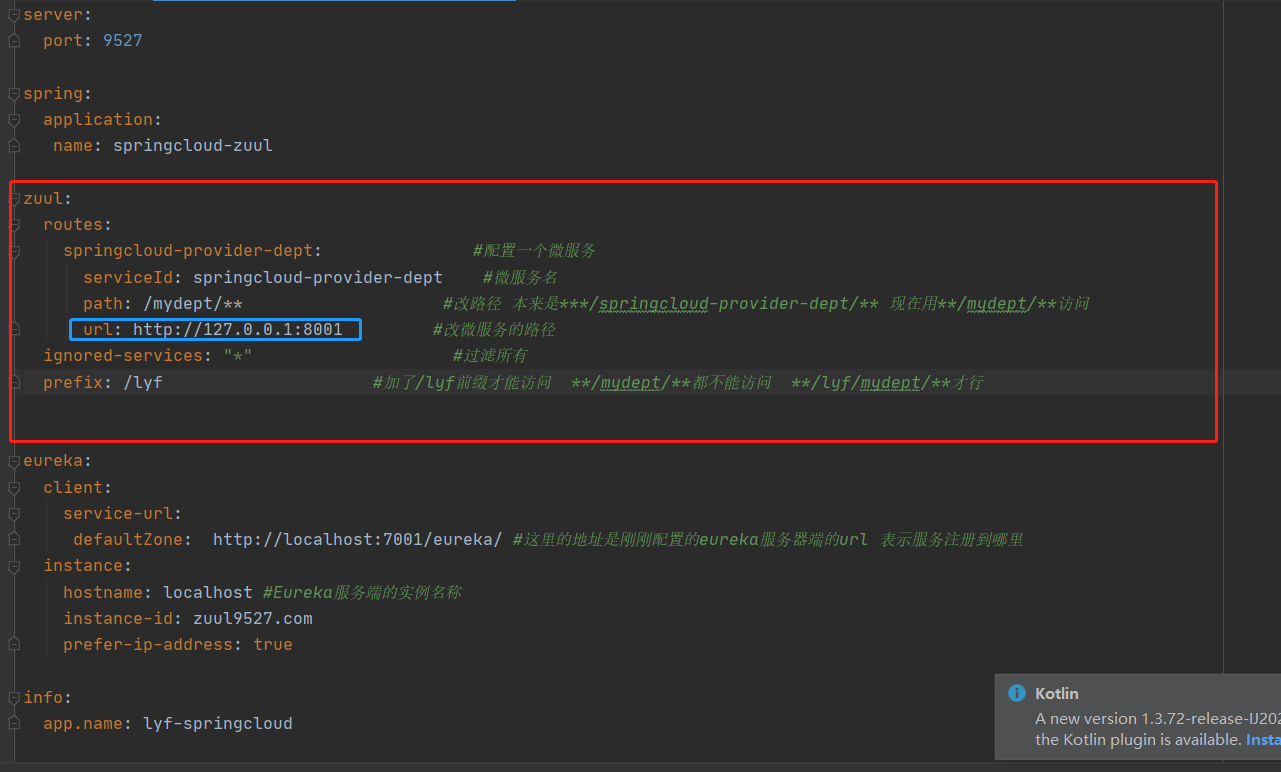 server:
port: 9527
spring:
application:
name: springcloud-zuul
zuul:
routes:
springcloud-provider-dept: #配置一个微服务
serviceId: springcloud-provider-dept #微服务名
path: /mydept/** #改路径 本来是***/springcloud-provider-dept/** 现在用**/mydept/**访问
url: http://127.0.0.1:8001 #改微服务的路径
ignored-services: "*" #过滤所有
prefix: /lyf #加了/lyf前缀才能访问 **/mydept/**都不能访问 **/lyf/mydept/**才行
eureka:
client:
service-url:
defaultZone: http://localhost:7001/eureka/ #这里的地址是刚刚配置的eureka服务器端的url 表示服务注册到哪里
instance:
hostname: localhost #Eureka服务端的实例名称
instance-id: zuul9527.com
prefer-ip-address: true
info:
app.name: lyf-springcloud
Kotlin
A new version 1.3.72-release-IJ202
the Kotlin plugin is available. Insta